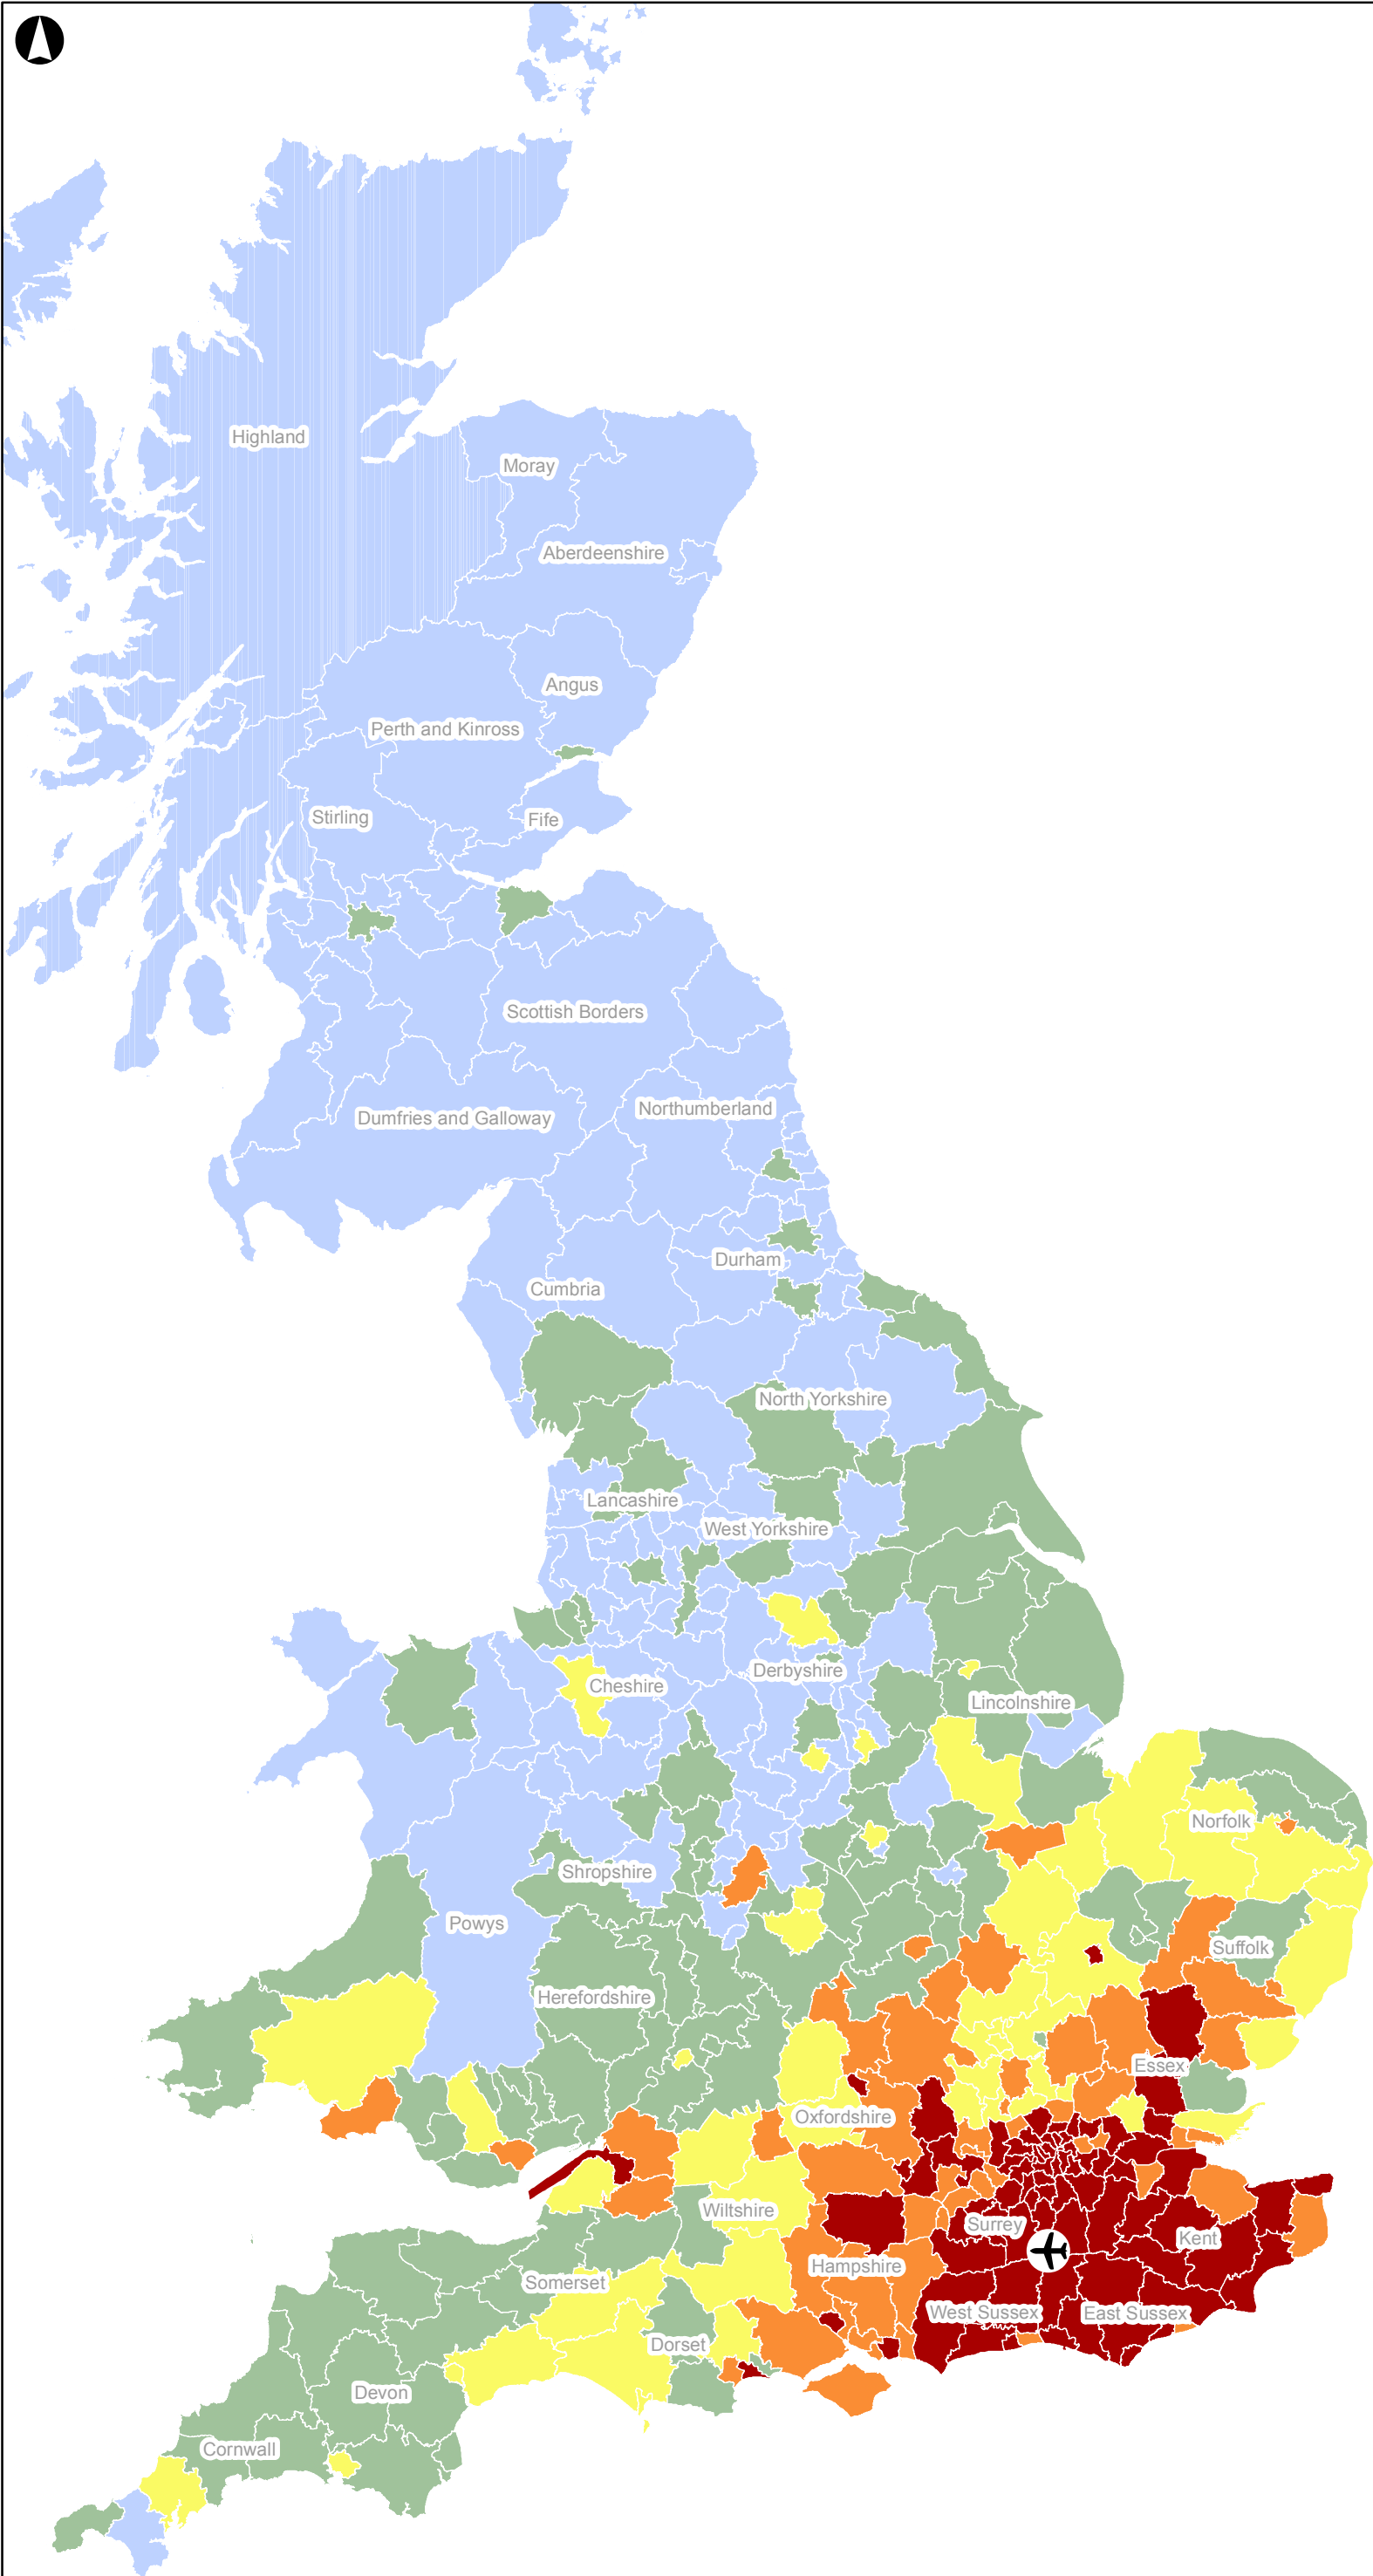 Highland
Moray
Aberdeenshire
Angus
Perth and Kinross
Stirling
Fife
Scottish Borders
Northumberland
Dumfries and Galloway
Durham
Cumbria
North Yorkshire
Lancashire
West Yorkshire
Derbyshire
Cheshire
Lincolnshire
Norfolk
Shropshire
Powys
Suffolk
Herefordshire
Essex
Oxfordshire
Wiltshire
Surrey
Kent
Hampshire
Somerset
West Sussex
East Sussex
Dorset
Devon
Cornwall